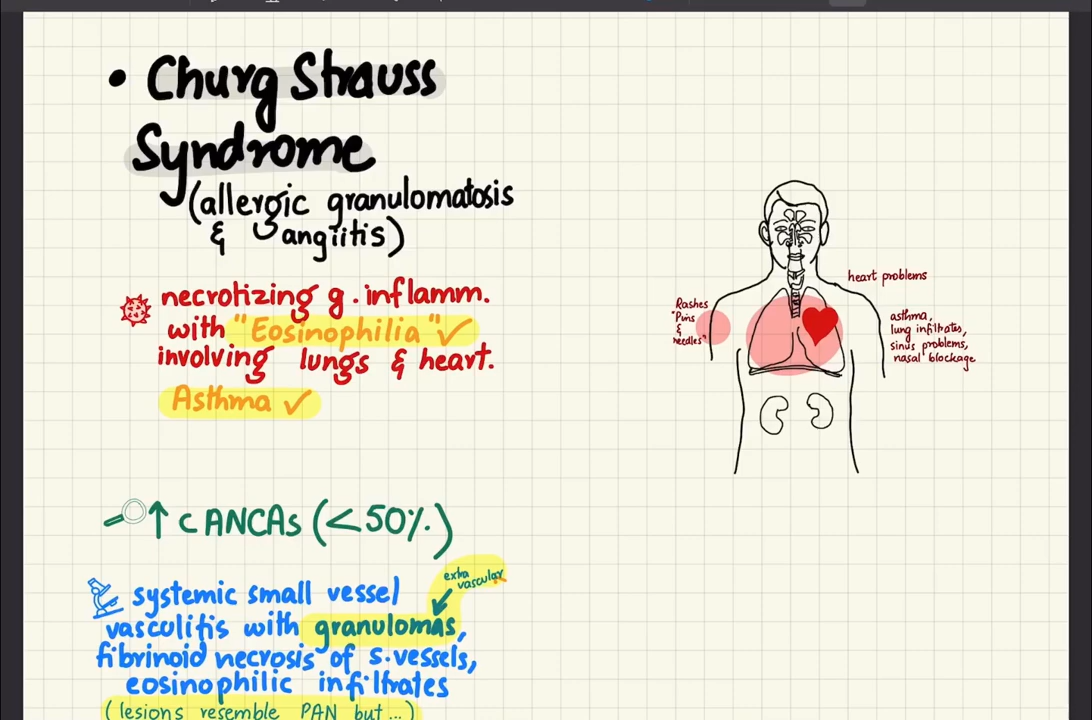 • Churg Strauss
Syndrome
(allergic granulomatosis
& angiitis)
necrotizing g. inflamm.
with "Eosinophilia" ✓
involving lungs & heart.
Asthma ✓
↑ cANCAs (<50%)
extra
vascular
systemic small vessel
vasculitis with granulomas,
fibrinoid necrosis of s.vessels,
eosinophilic infiltrates
(lesions resemble PAN but...)
heart problems
Rashes
"Pins
&
needles"
asthma,
lung infiltrates,
sinus problems,
nasal blockage